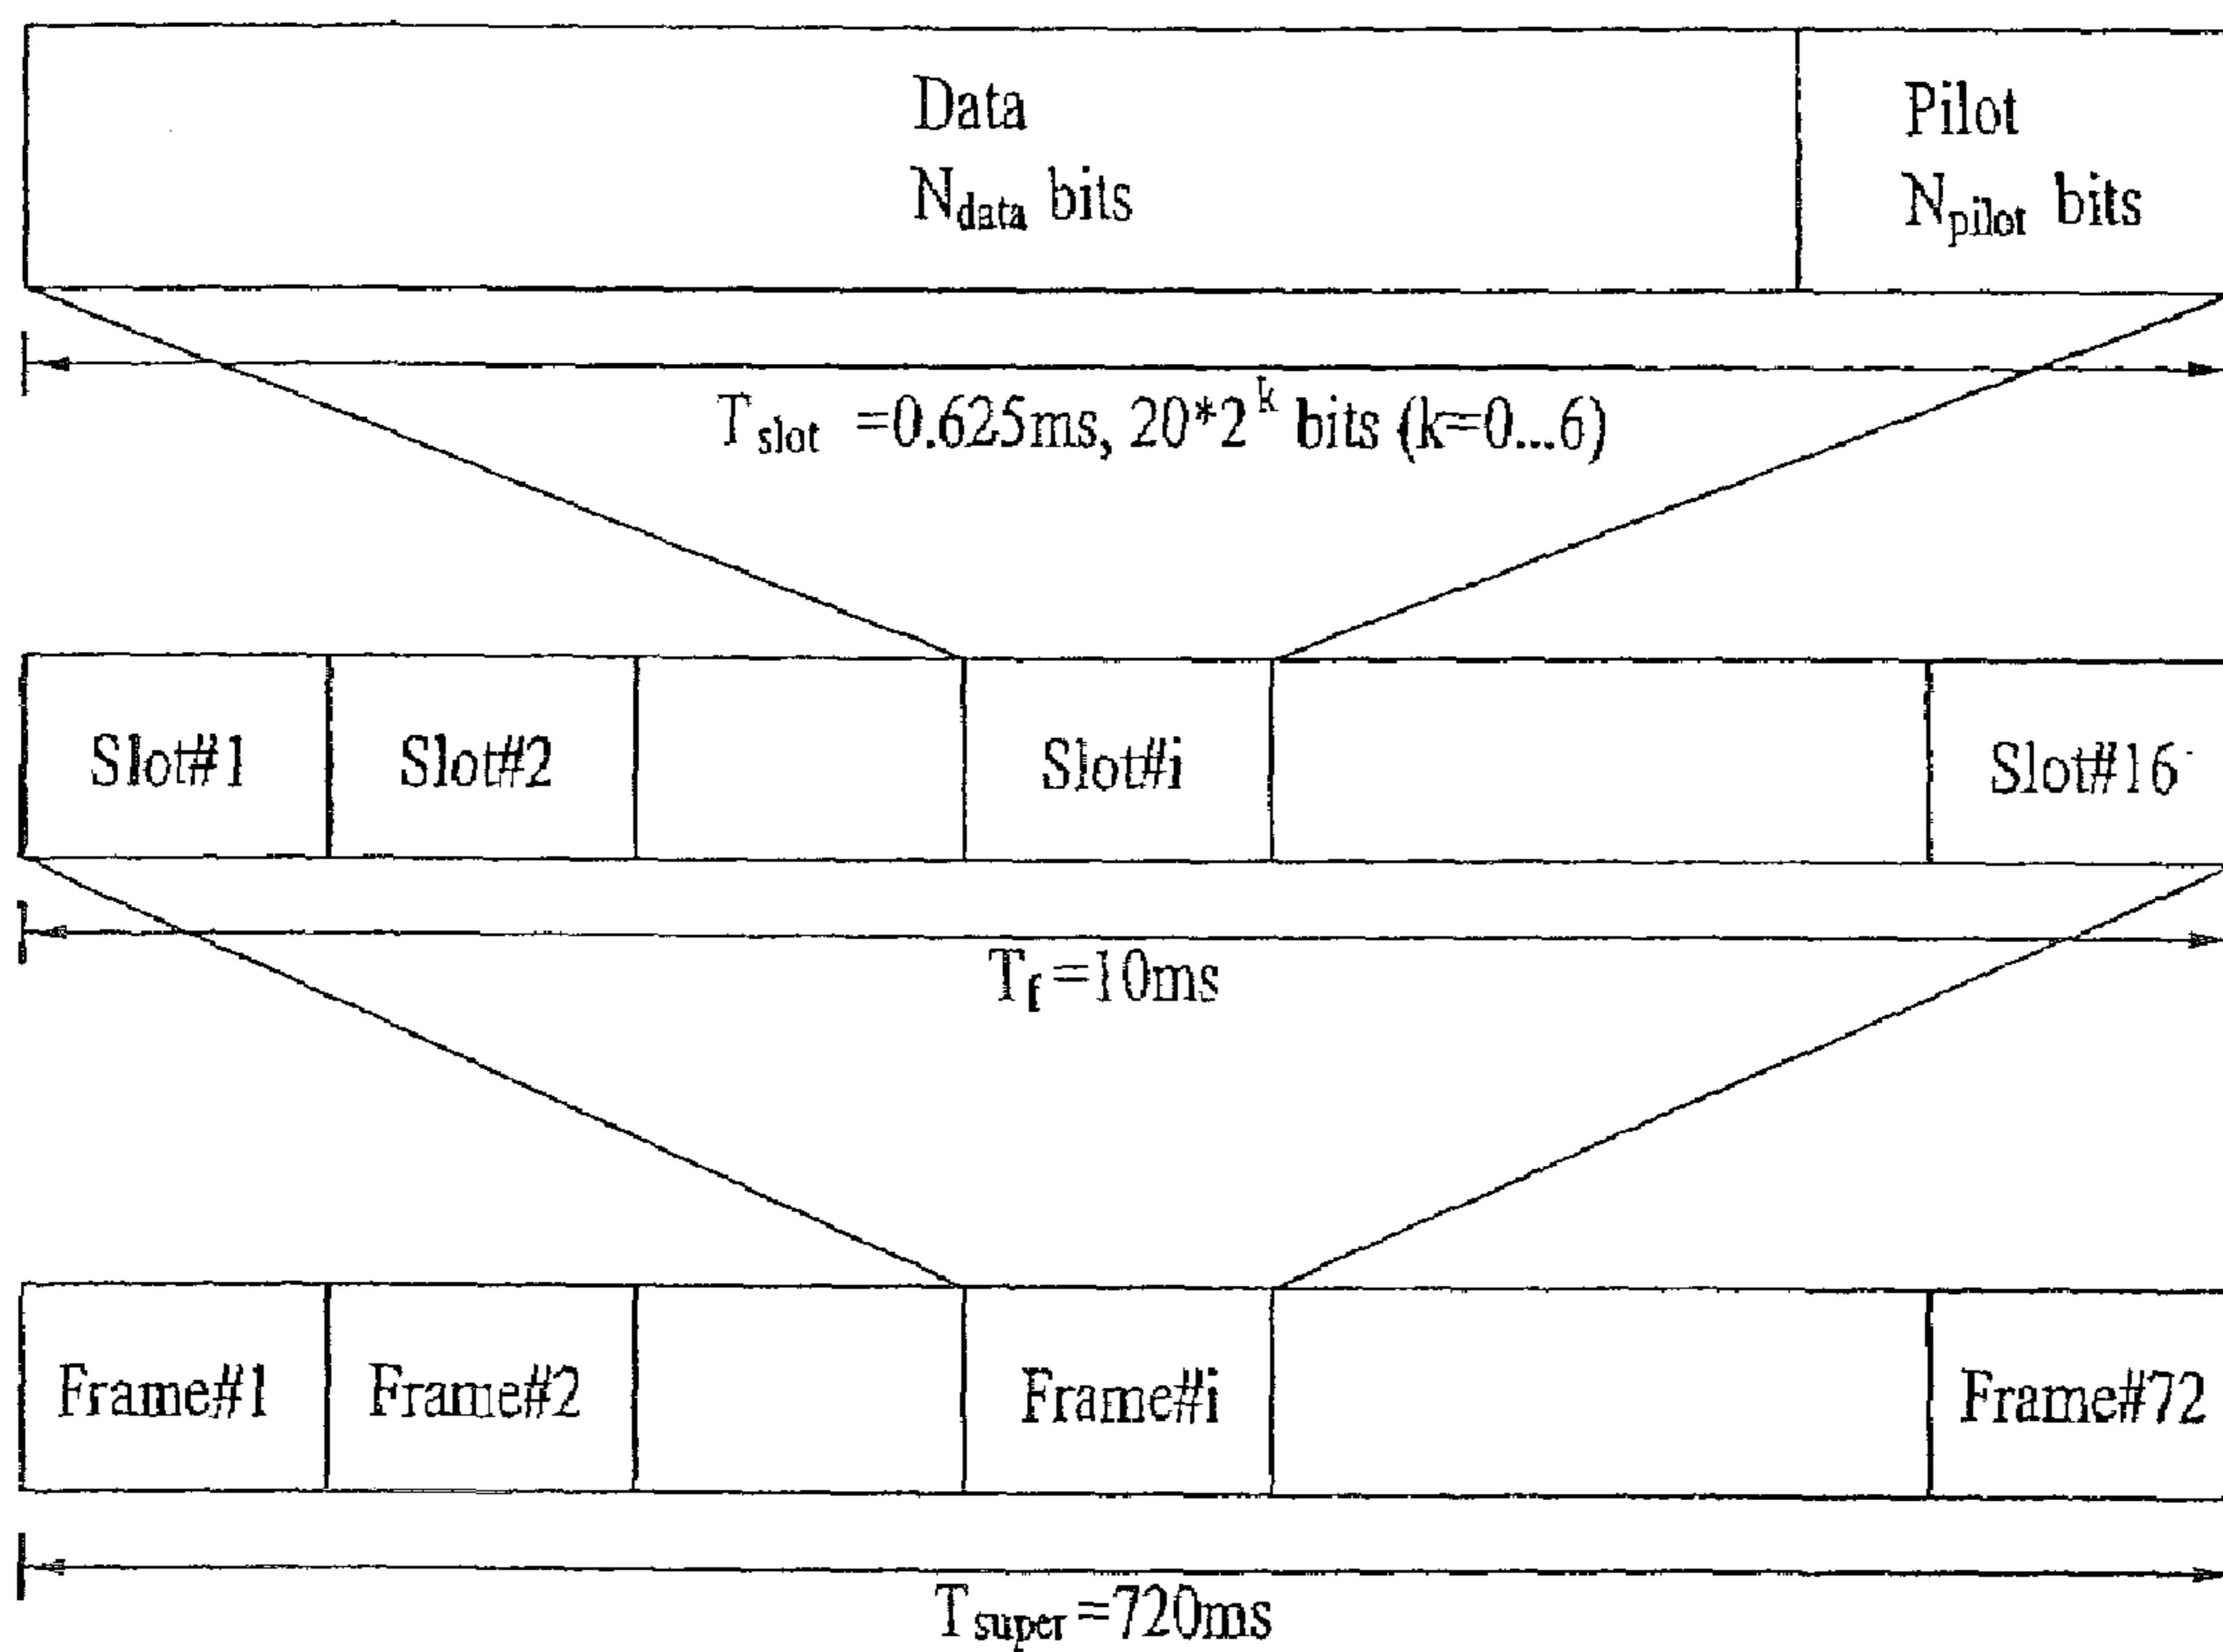 Data
N_data bits
Pilot
N_pilot bits
T_slot =0.625ms, 20*2^k bits (k=0...6)
Slot#1
Slot#2
Slot#i
Slot#16
T_f =10ms
Frame#1
Frame#2
Frame#i
Frame#72
T_super =720ms